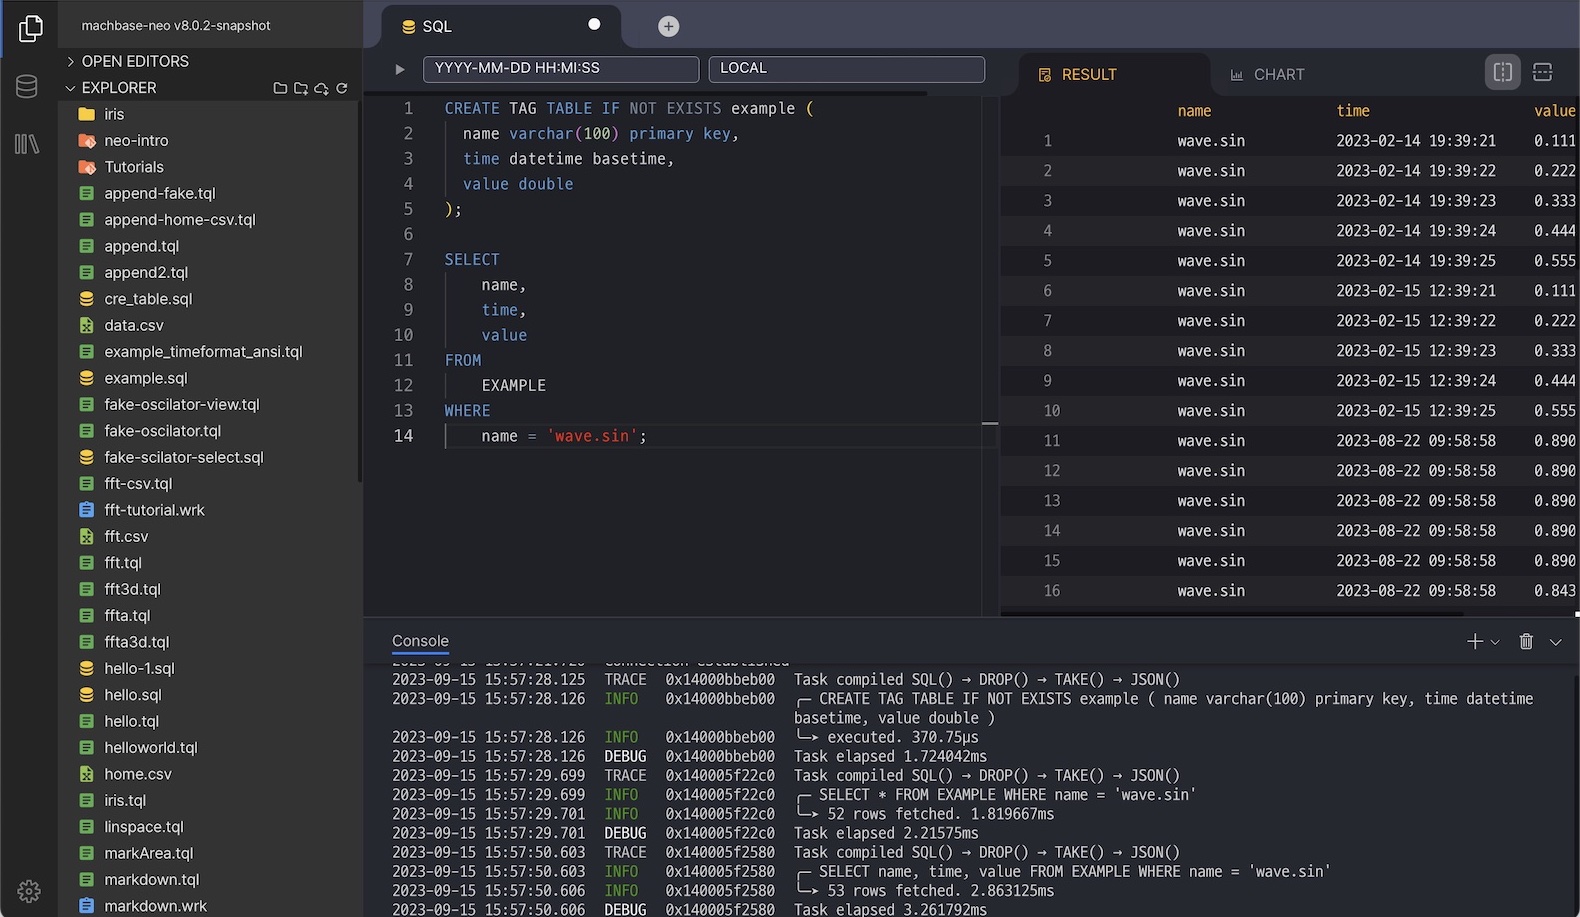 machbase-neo v8.0.2-snapshot
OPEN EDITORS
EXPLORER
iris
neo-intro
Tutorials
append-fake.tql
append-home-csv.tql
append.tql
append2.tql
cre_table.sql
data.csv
example_timeformat_ansi.tql
example.sql
fake-oscilator-view.tql
fake-oscilator.tql
fake-scilator-select.sql
fft-csv.tql
fft-tutorial.wrk
fft.csv
fft.tql
fft3d.tql
ffta.tql
ffta3d.tql
hello-1.sql
hello.sql
hello.tql
helloworld.tql
home.csv
iris.tql
linspace.tql
markArea.tql
markdown.tql
markdown.wrk
SQL
YYYY-MM-DD HH:MI:SS LOCAL
1 CREATE TAG TABLE IF NOT EXISTS example (
2 name varchar(100) primary key,
3 time datetime basetime,
4 value double
5 );
6
7 SELECT
8 name,
9 time,
10 value
11 FROM
12 EXAMPLE
13 WHERE
14 name = 'wave.sin';
RESULT CHART
name time value
1 wave.sin 2023-02-14 19:39:21 0.111
2 wave.sin 2023-02-14 19:39:22 0.222
3 wave.sin 2023-02-14 19:39:23 0.333
4 wave.sin 2023-02-14 19:39:24 0.444
5 wave.sin 2023-02-14 19:39:25 0.555
6 wave.sin 2023-02-15 12:39:21 0.111
7 wave.sin 2023-02-15 12:39:22 0.222
8 wave.sin 2023-02-15 12:39:23 0.333
9 wave.sin 2023-02-15 12:39:24 0.444
10 wave.sin 2023-02-15 12:39:25 0.555
11 wave.sin 2023-08-22 09:58:58 0.890
12 wave.sin 2023-08-22 09:58:58 0.890
13 wave.sin 2023-08-22 09:58:58 0.890
14 wave.sin 2023-08-22 09:58:58 0.890
15 wave.sin 2023-08-22 09:58:58 0.890
16 wave.sin 2023-08-22 09:58:58 0.843
Console
2023-09-15 15:57:28.125 TRACE 0x14000bbeb00 Task compiled SQL() → DROP() → TAKE() → JSON()
2023-09-15 15:57:28.126 INFO 0x14000bbeb00 ╭─ CREATE TAG TABLE IF NOT EXISTS example ( name varchar(100) primary key, time datetime
basetime, value double )
2023-09-15 15:57:28.126 INFO 0x14000bbeb00 ╰─➤ executed. 370.75µs
2023-09-15 15:57:28.126 DEBUG 0x14000bbeb00 Task elapsed 1.724042ms
2023-09-15 15:57:29.699 TRACE 0x140005f22c0 Task compiled SQL() → DROP() → TAKE() → JSON()
2023-09-15 15:57:29.699 INFO 0x140005f22c0 ╭─ SELECT * FROM EXAMPLE WHERE name = 'wave.sin'
2023-09-15 15:57:29.701 INFO 0x140005f22c0 ╰─➤ 52 rows fetched. 1.819667ms
2023-09-15 15:57:29.701 DEBUG 0x140005f22c0 Task elapsed 2.21575ms
2023-09-15 15:57:50.603 TRACE 0x140005f2580 Task compiled SQL() → DROP() → TAKE() → JSON()
2023-09-15 15:57:50.603 INFO 0x140005f2580 ╭─ SELECT name, time, value FROM EXAMPLE WHERE name = 'wave.sin'
2023-09-15 15:57:50.606 INFO 0x140005f2580 ╰─➤ 53 rows fetched. 2.863125ms
2023-09-15 15:57:50.606 DEBUG 0x140005f2580 Task elapsed 3.261792ms